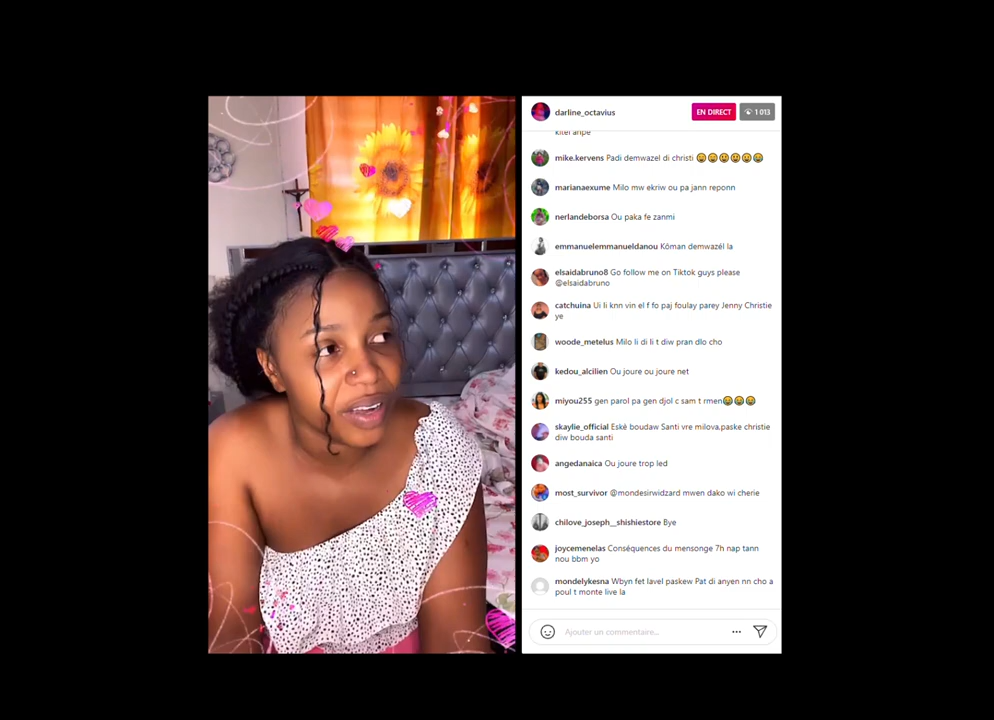 darline_octavius EN DIRECT 1 013
kitel anpe
mike.kervens Padi demwazel di christi 😂😂😂😂😂😂
marianaexume Milo mw ekriw ou pa jann reponn
nerlandeborsa Ou paka fe zanmi
emmanuelemmanueldanou Kòman demwazél la
elsaidabruno8 Go follow me on Tiktok guys please
@elsaidabruno
catchuina Ui li knn vin el f fo paj foulay parey Jenny Christie
ye
woode_metelus Milo li di li t diw pran dlo cho
kedou_alcilien Ou joure ou joure net
miyou255 gen parol pa gen djol c sam t rmen😂😂😂
skaylie_official Eskè boudaw Santi vre milova,paske christie
diw bouda santi
angedanaica Ou joure trop led
most_survivor @mondesirwidzard mwen dako wi cherie
chilove_joseph__shishiestore Bye
joycemenelas Conséquences du mensonge 7h nap tann
nou bbm yo
mondelykesna Wbyn fet lavel paskew Pat di anyen nn cho a
poul t monte live la
Ajouter un commentaire...